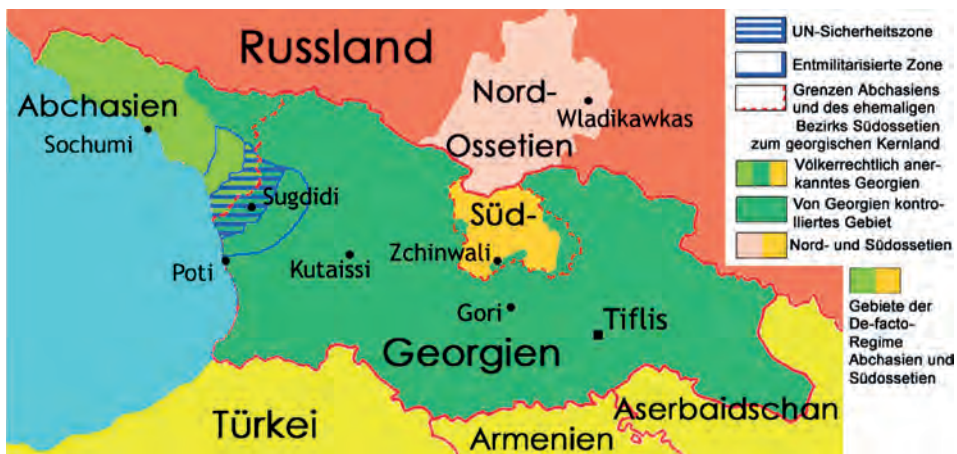 Russland
Abchasien
Sochumi
Nord-
Wladikawkas
Ossetien
Sugdidi
Süd-
Poti
Kutaissi
Zchinwali
Gori
Tiflis
Georgien
Türkei
Armenien
Aserbaidschan
UN-Sicherheitszone
Entmilitarisierte Zone
Grenzen Abchasiens
und des ehemaligen
Bezirks Südossetien
zum georgischen Kernland
Völkerrechtlich aner-
kanntes Georgien
Von Georgien kontrol-
lliertes Gebiet
Nord- und Südossetien
Gebiete der
De-facto-
Regime
Abchasien und
Südossetien